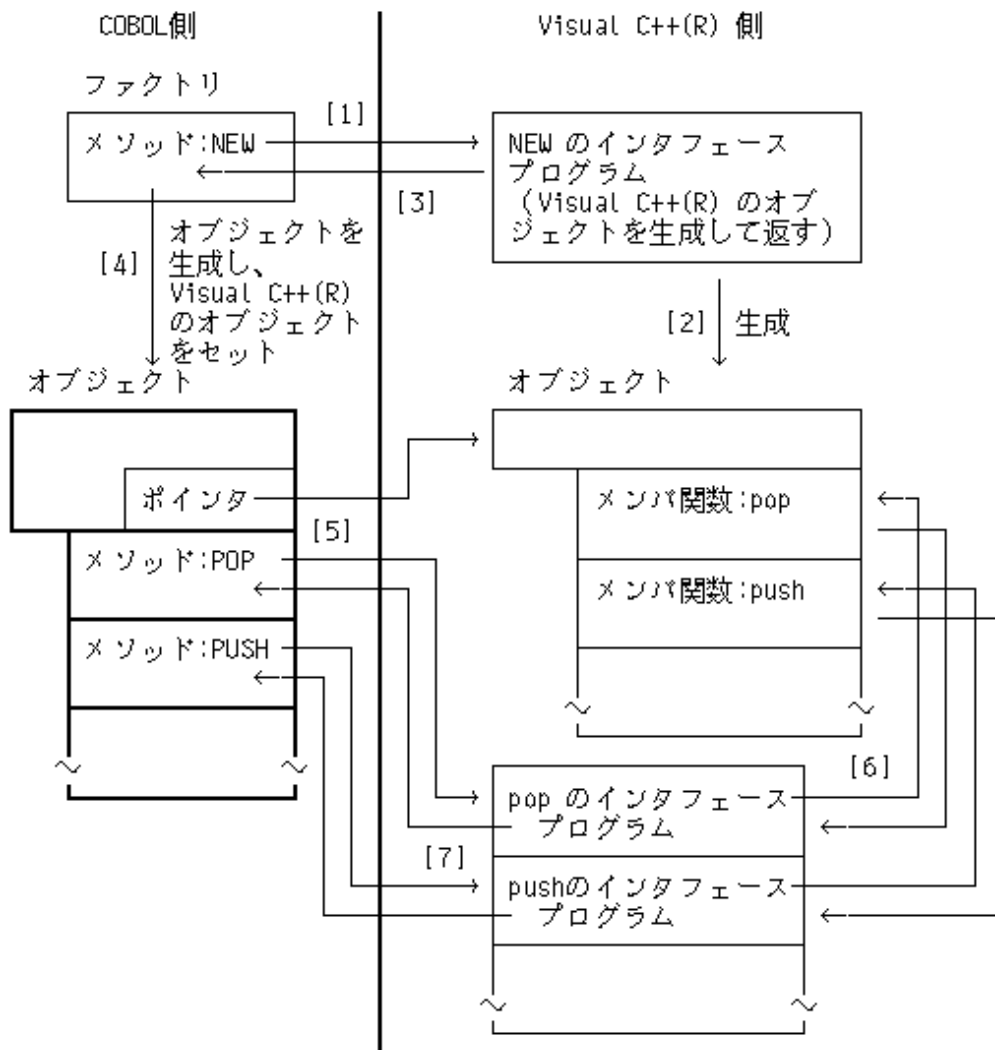 COBOL側
Visual C++(R) 側
ファクトリ
[1]
メソッド:NEW
NEW のインタフェース
プログラム
(Visual C++(R) のオブ
ジェクトを生成して返す)
[3]
[4]
オブジェクトを
生成し、
Visual C++(R)
のオブジェクト
をセット
[2] 生成
オブジェクト
オブジェクト
ポインタ
[5]
メソッド:POP
メソッド:PUSH
メンバ関数:pop
メンバ関数:push
[6]
pop のインタフェース
プログラム
[7]
pushのインタフェース
プログラム